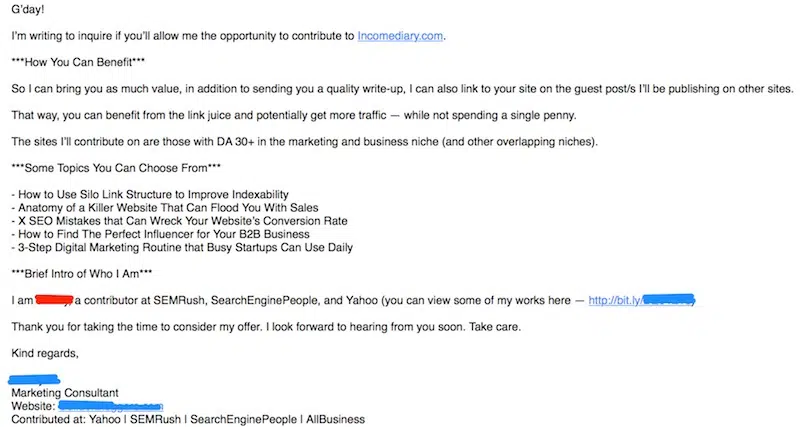 G'day!
I'm writing to inquire if you'll allow me the opportunity to contribute to Incomediary.com.
***How You Can Benefit***
So I can bring you as much value, in addition to sending you a quality write-up, I can also link to your site on the guest post/s I'll be publishing on other sites.
That way, you can benefit from the link juice and potentially get more traffic — while not spending a single penny.
The sites I'll contribute on are those with DA 30+ in the marketing and business niche (and other overlapping niches).
***Some Topics You Can Choose From***
- How to Use Silo Link Structure to Improve Indexability
- Anatomy of a Killer Website That Can Flood You With Sales
- X SEO Mistakes that Can Wreck Your Website's Conversion Rate
- How to Find The Perfect Influencer for Your B2B Business
- 3-Step Digital Marketing Routine that Busy Startups Can Use Daily
***Brief Intro of Who I Am***
I am a contributor at SEMRush, SearchEnginePeople, and Yahoo (you can view some of my works here — http://bit.ly/
Thank you for taking the time to consider my offer. I look forward to hearing from you soon. Take care.
Kind regards,
Marketing Consultant
Website:
Contributed at: Yahoo | SEMRush | SearchEnginePeople | AllBusiness